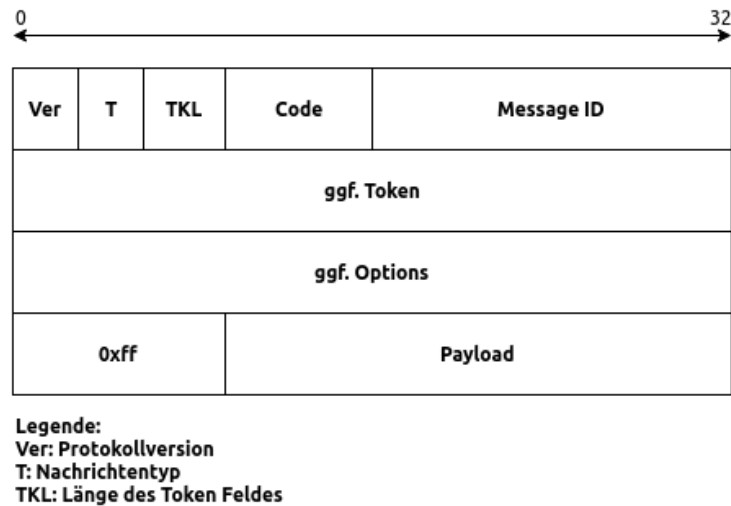 0 32
Ver T TKL Code Message ID
ggf. Token
ggf. Options
0xff Payload
Legende:
Ver: Protokollversion
T: Nachrichtentyp
TKL: Länge des Token Feldes